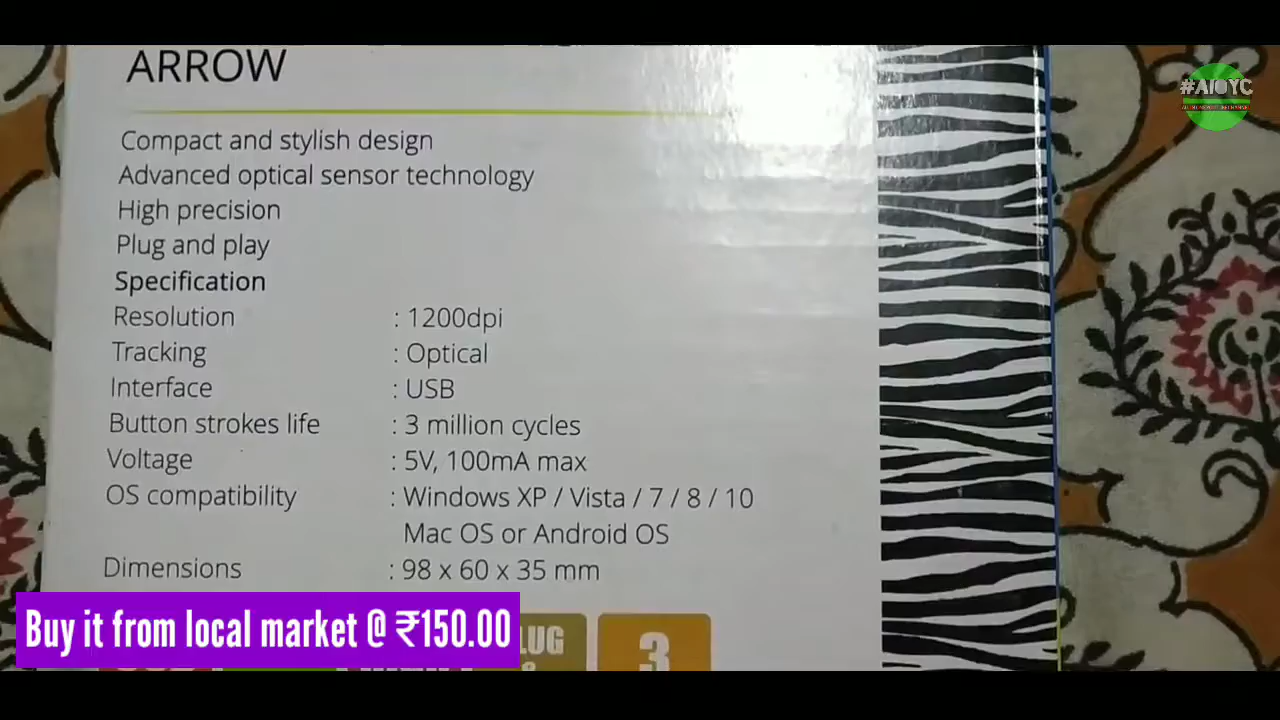 ARROW
#AIOYC
Compact and stylish design
Advanced optical sensor technology
High precision
Plug and play
Specification
Resolution : 1200dpi
Tracking : Optical
Interface : USB
Button strokes life : 3 million cycles
Voltage : 5V, 100mA max
OS compatibility : Windows XP / Vista / 7 / 8 / 10
Mac OS or Android OS
Dimensions : 98 x 60 x 35 mm
Buy it from local market @ ₹150.00
3